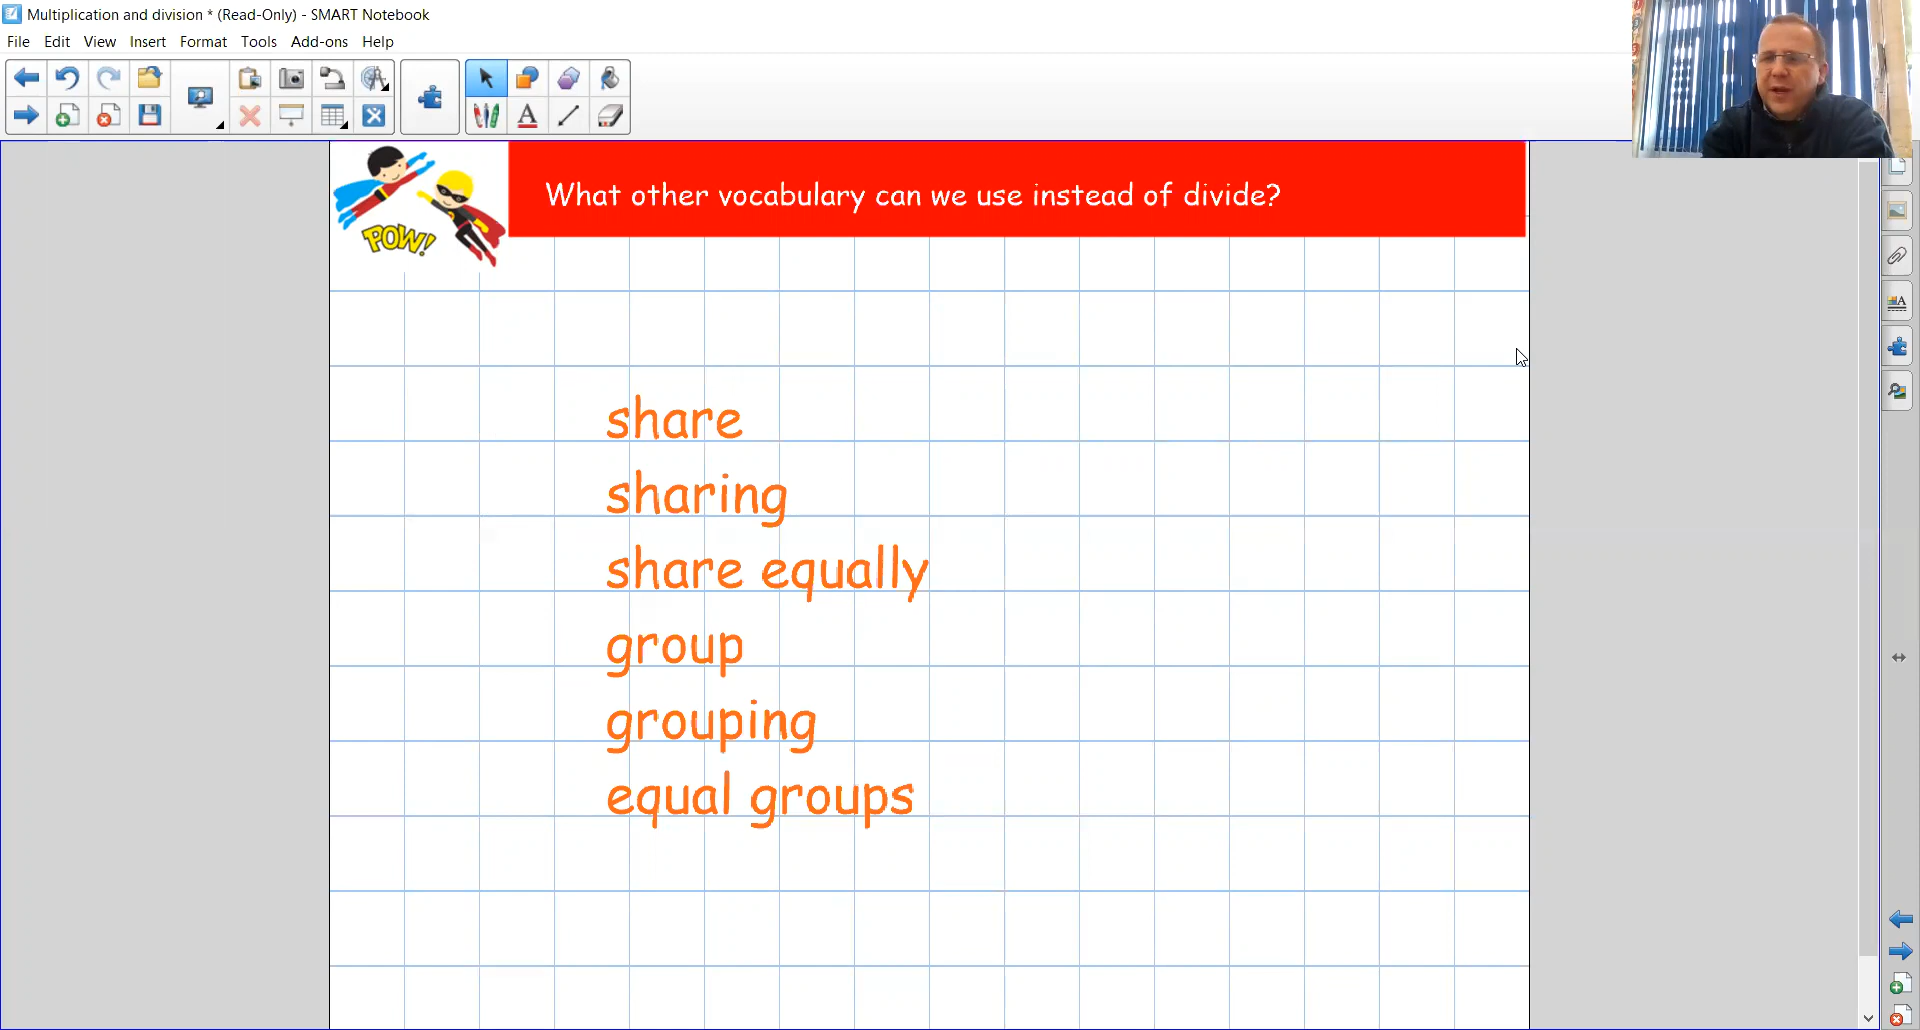 Multiplication and division * (Read-Only) - SMART Notebook
File Edit View Insert Format Tools Add-ons Help
POW!
What other vocabulary can we use instead of divide?
share
sharing
share equally
group
grouping
equal groups